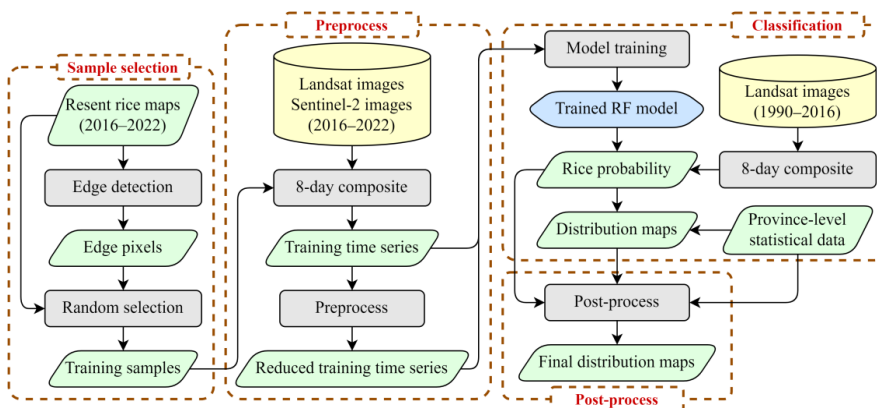 Sample selection
Resent rice maps
(2016–2022)
Edge detection
Edge pixels
Random selection
Training samples
Preprocess
Landsat images
Sentinel-2 images
(2016–2022)
8-day composite
Training time series
Preprocess
Reduced training time series
Classification
Model training
Trained RF model
Landsat images
(1990–2016)
Rice probability
8-day composite
Distribution maps
Province-level
statistical data
Post-process
Final distribution maps
Post-process